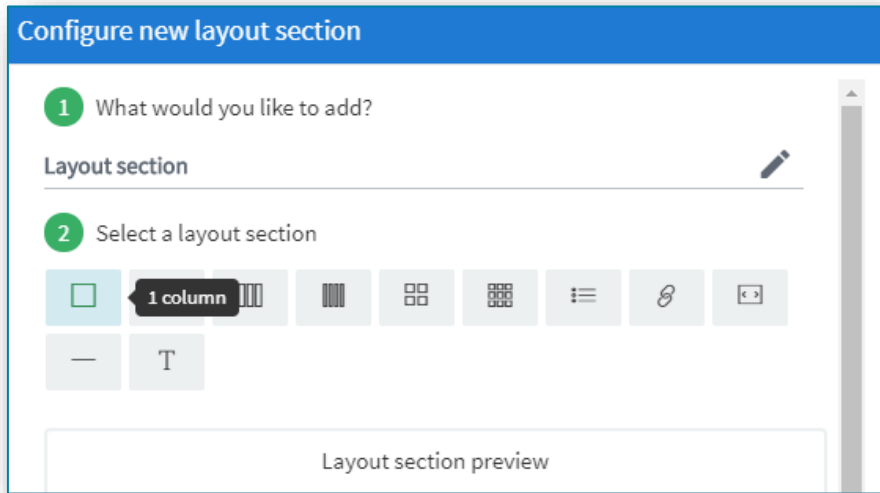 Configure new layout section
1 What would you like to add?
Layout section
2 Select a layout section
1 column
T
Layout section preview